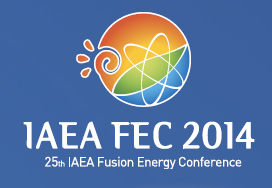 IAEA FEC 2014
25th IAEA Fusion Energy Conference